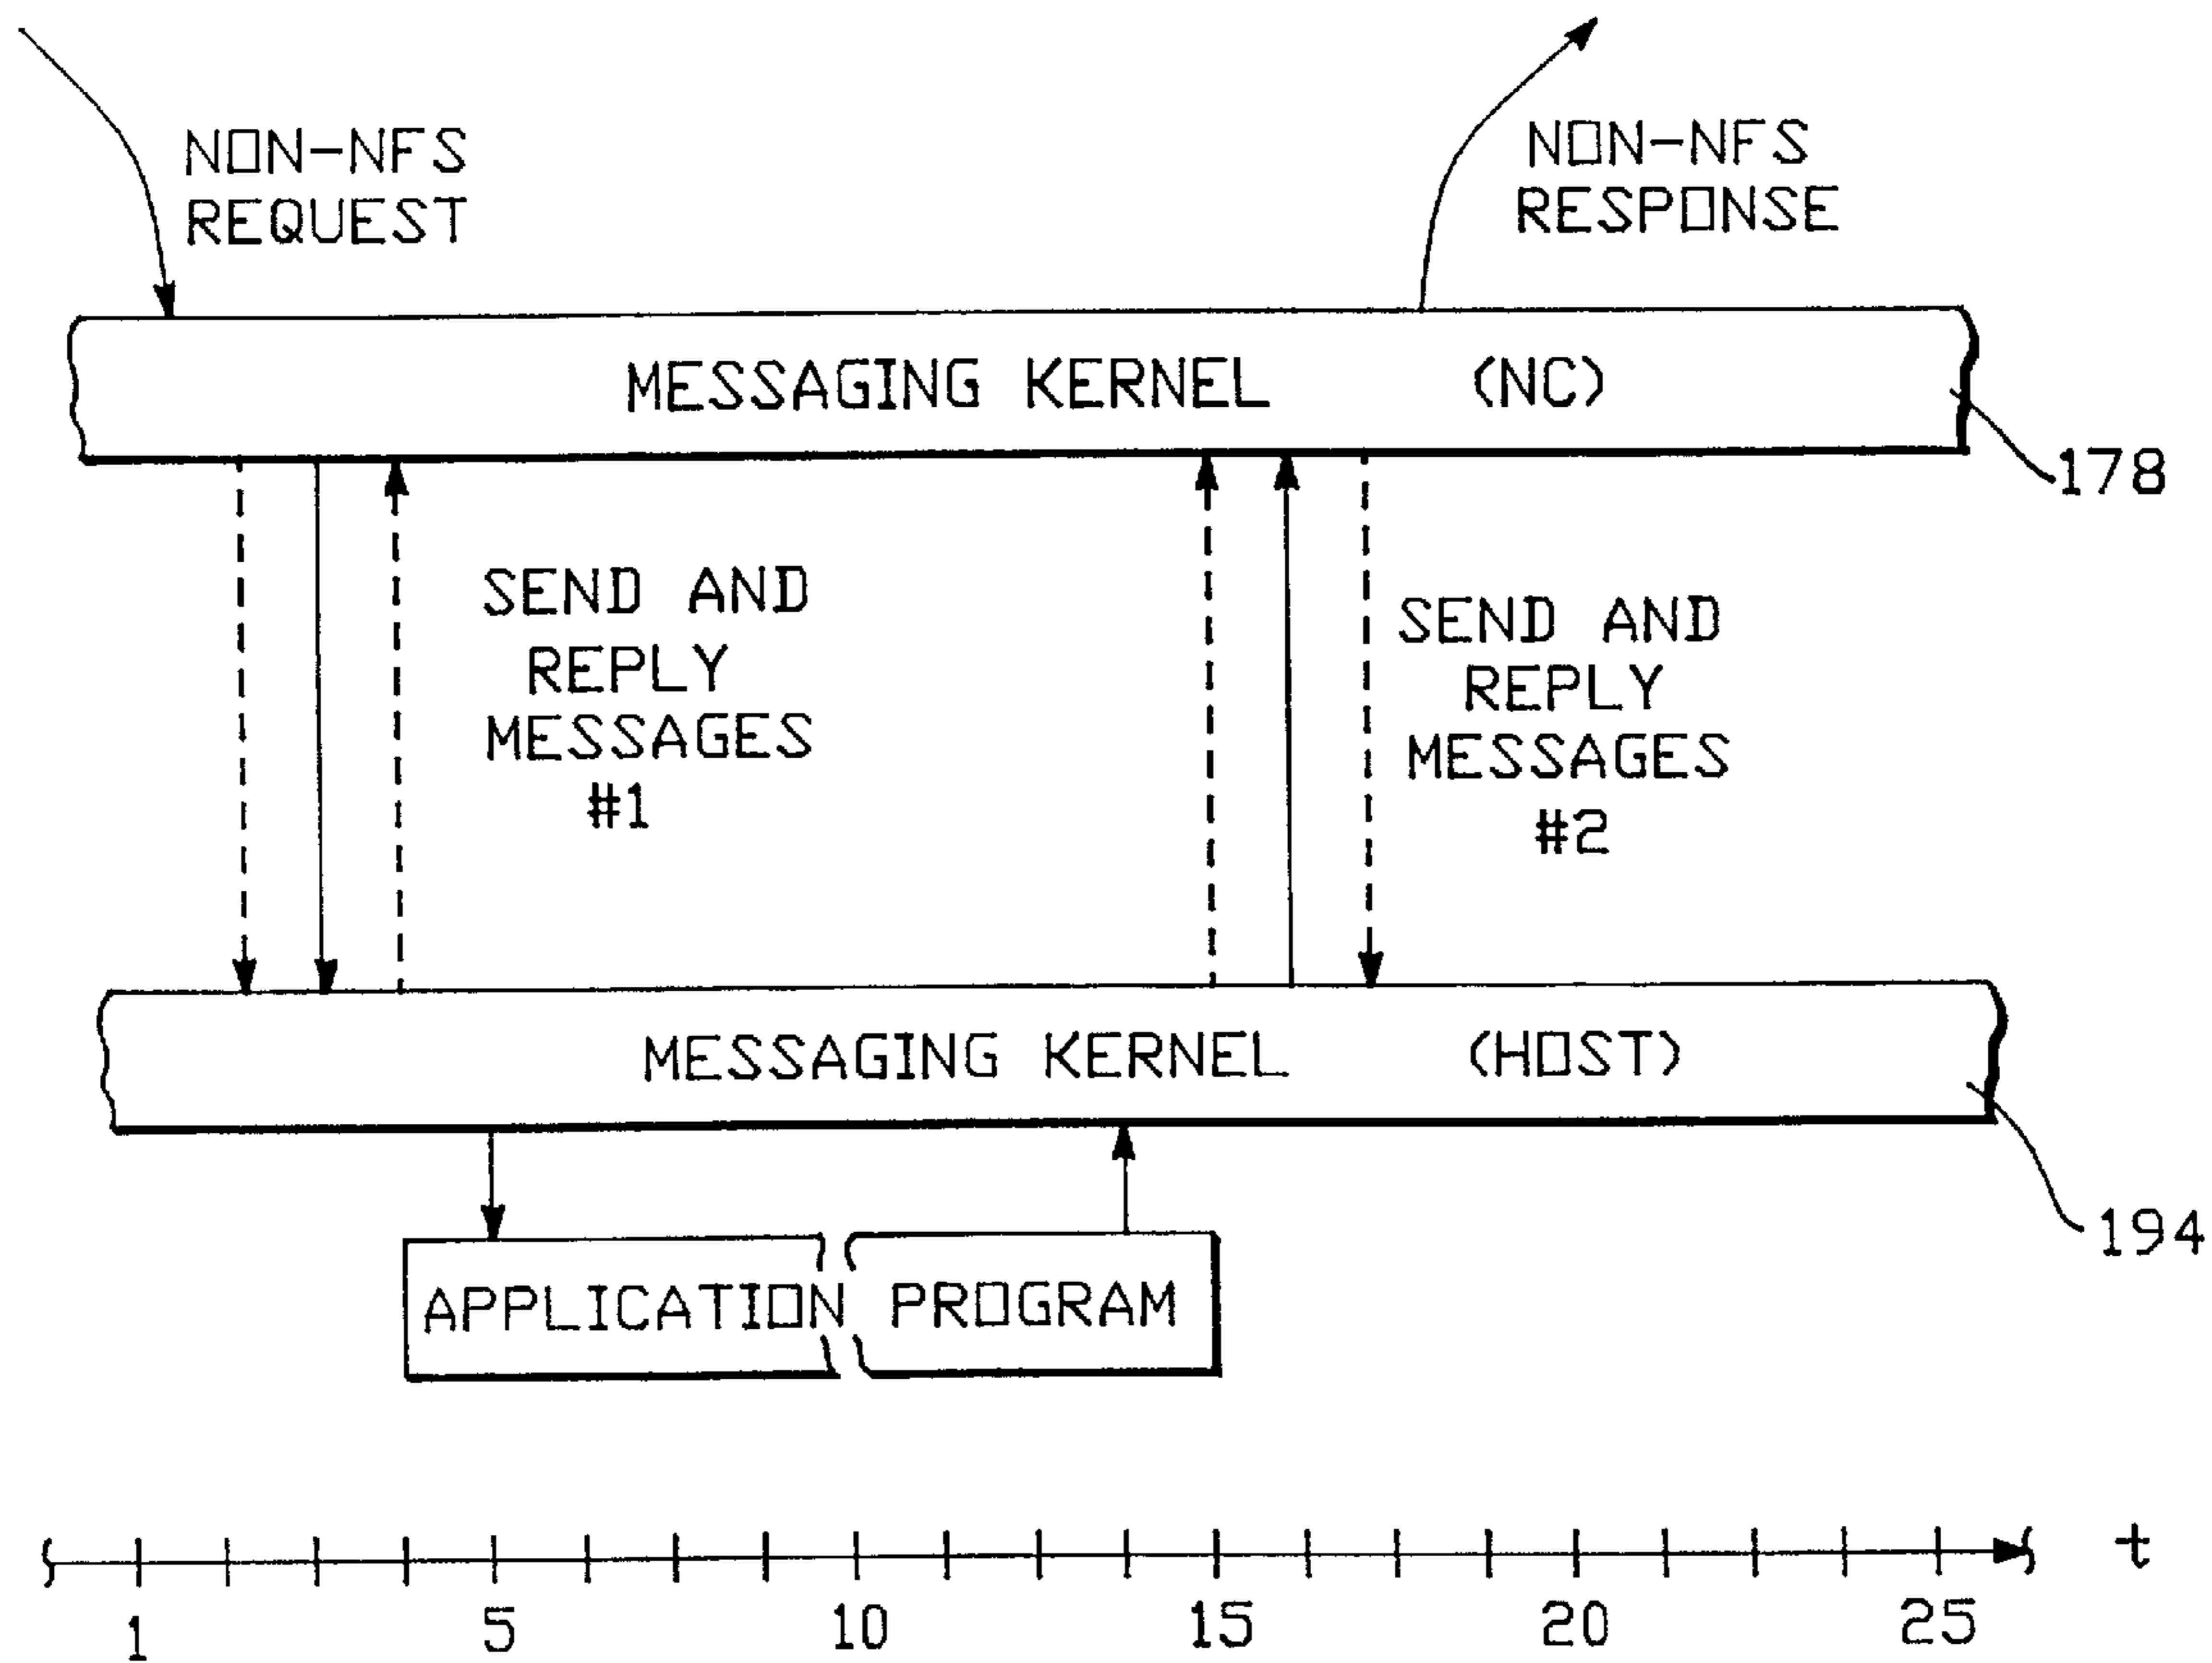 NON-NFS
REQUEST
NON-NFS
RESPONSE
MESSAGING KERNEL (NC)
178
SEND AND
REPLY
MESSAGES
#1
SEND AND
REPLY
MESSAGES
#2
MESSAGING KERNEL (HOST)
194
APPLICATION PROGRAM
t
1 5 10 15 20 25